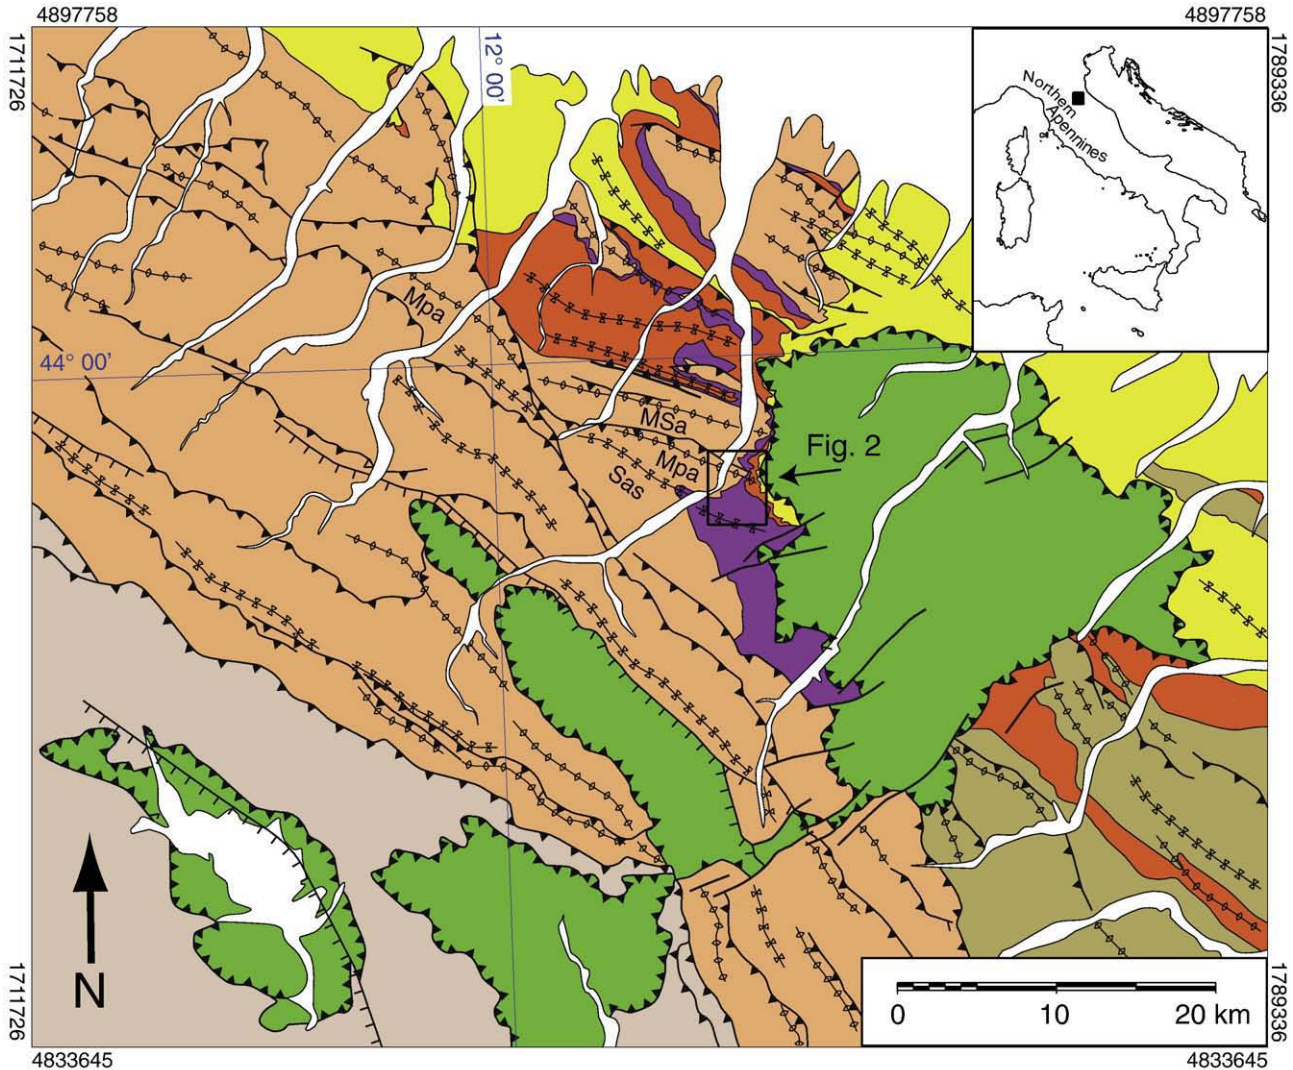 4897758
4897758
1711726
1789336
12° 00'
Northern
Apennines
Mpa
44° 00'
MSa
Fig. 2
Mpa
Sas
N
1711726
1789336
0 10 20 km
4833645
4833645